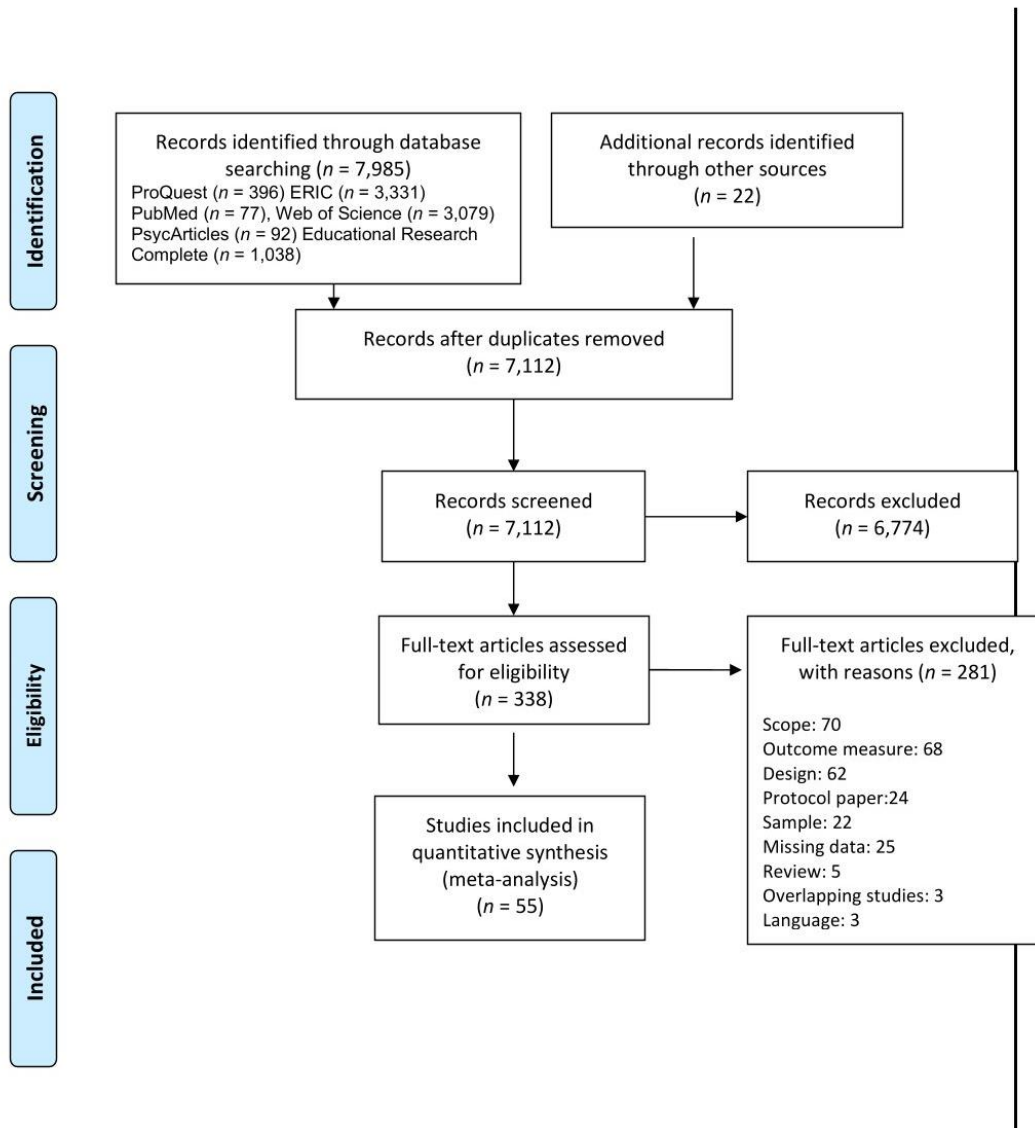 Identification
Records identified through database
searching (n = 7,985)
ProQuest (n = 396) ERIC (n = 3,331)
PubMed (n = 77), Web of Science (n = 3,079)
PsycArticles (n = 92) Educational Research
Complete (n = 1,038)
Additional records identified
through other sources
(n = 22)
Records after duplicates removed
(n = 7,112)
Screening
Records screened
(n = 7,112)
Records excluded
(n = 6,774)
Eligibility
Full-text articles assessed
for eligibility
(n = 338)
Full-text articles excluded,
with reasons (n = 281)
Scope: 70
Outcome measure: 68
Design: 62
Protocol paper:24
Sample: 22
Missing data: 25
Review: 5
Overlapping studies: 3
Language: 3
Included
Studies included in
quantitative synthesis
(meta-analysis)
(n = 55)